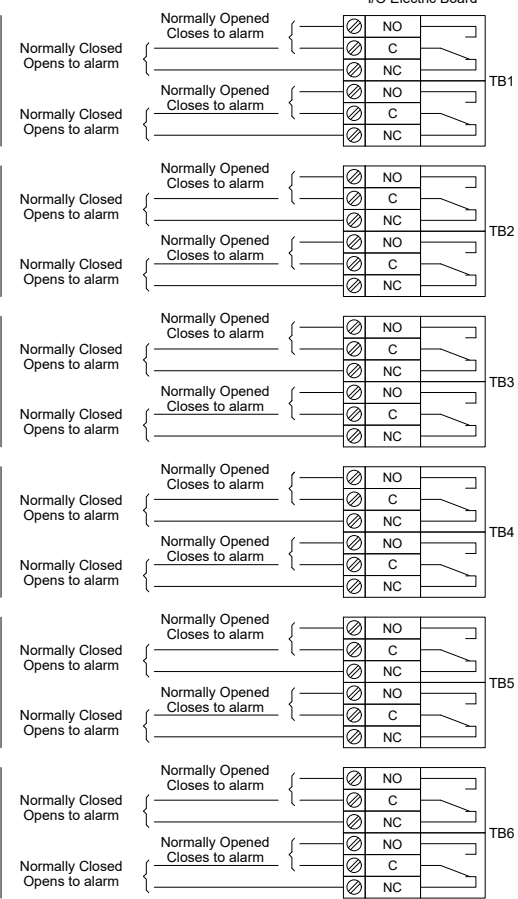 I/O Electric Board
Normally Opened
Closes to alarm
NO
Normally Closed
Opens to alarm
C
NC
TB1
Normally Opened
Closes to alarm
NO
Normally Closed
Opens to alarm
C
NC
Normally Opened
Closes to alarm
NO
Normally Closed
Opens to alarm
C
NC
TB2
Normally Opened
Closes to alarm
NO
Normally Closed
Opens to alarm
C
NC
Normally Opened
Closes to alarm
NO
Normally Closed
Opens to alarm
C
NC
TB3
Normally Opened
Closes to alarm
NO
Normally Closed
Opens to alarm
C
NC
Normally Opened
Closes to alarm
NO
Normally Closed
Opens to alarm
C
NC
TB4
Normally Opened
Closes to alarm
NO
Normally Closed
Opens to alarm
C
NC
Normally Opened
Closes to alarm
NO
Normally Closed
Opens to alarm
C
NC
TB5
Normally Opened
Closes to alarm
NO
Normally Closed
Opens to alarm
C
NC
Normally Opened
Closes to alarm
NO
Normally Closed
Opens to alarm
C
NC
TB6
Normally Opened
Closes to alarm
NO
Normally Closed
Opens to alarm
C
NC